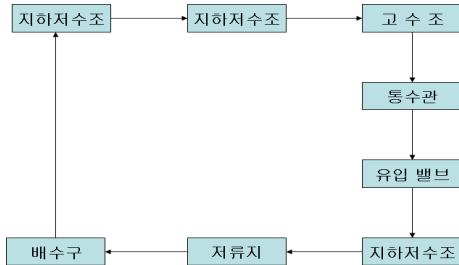 지하저수조
지하저수조
고 수 조
통수관
유입 밸브
배수구
저류지
지하저수조